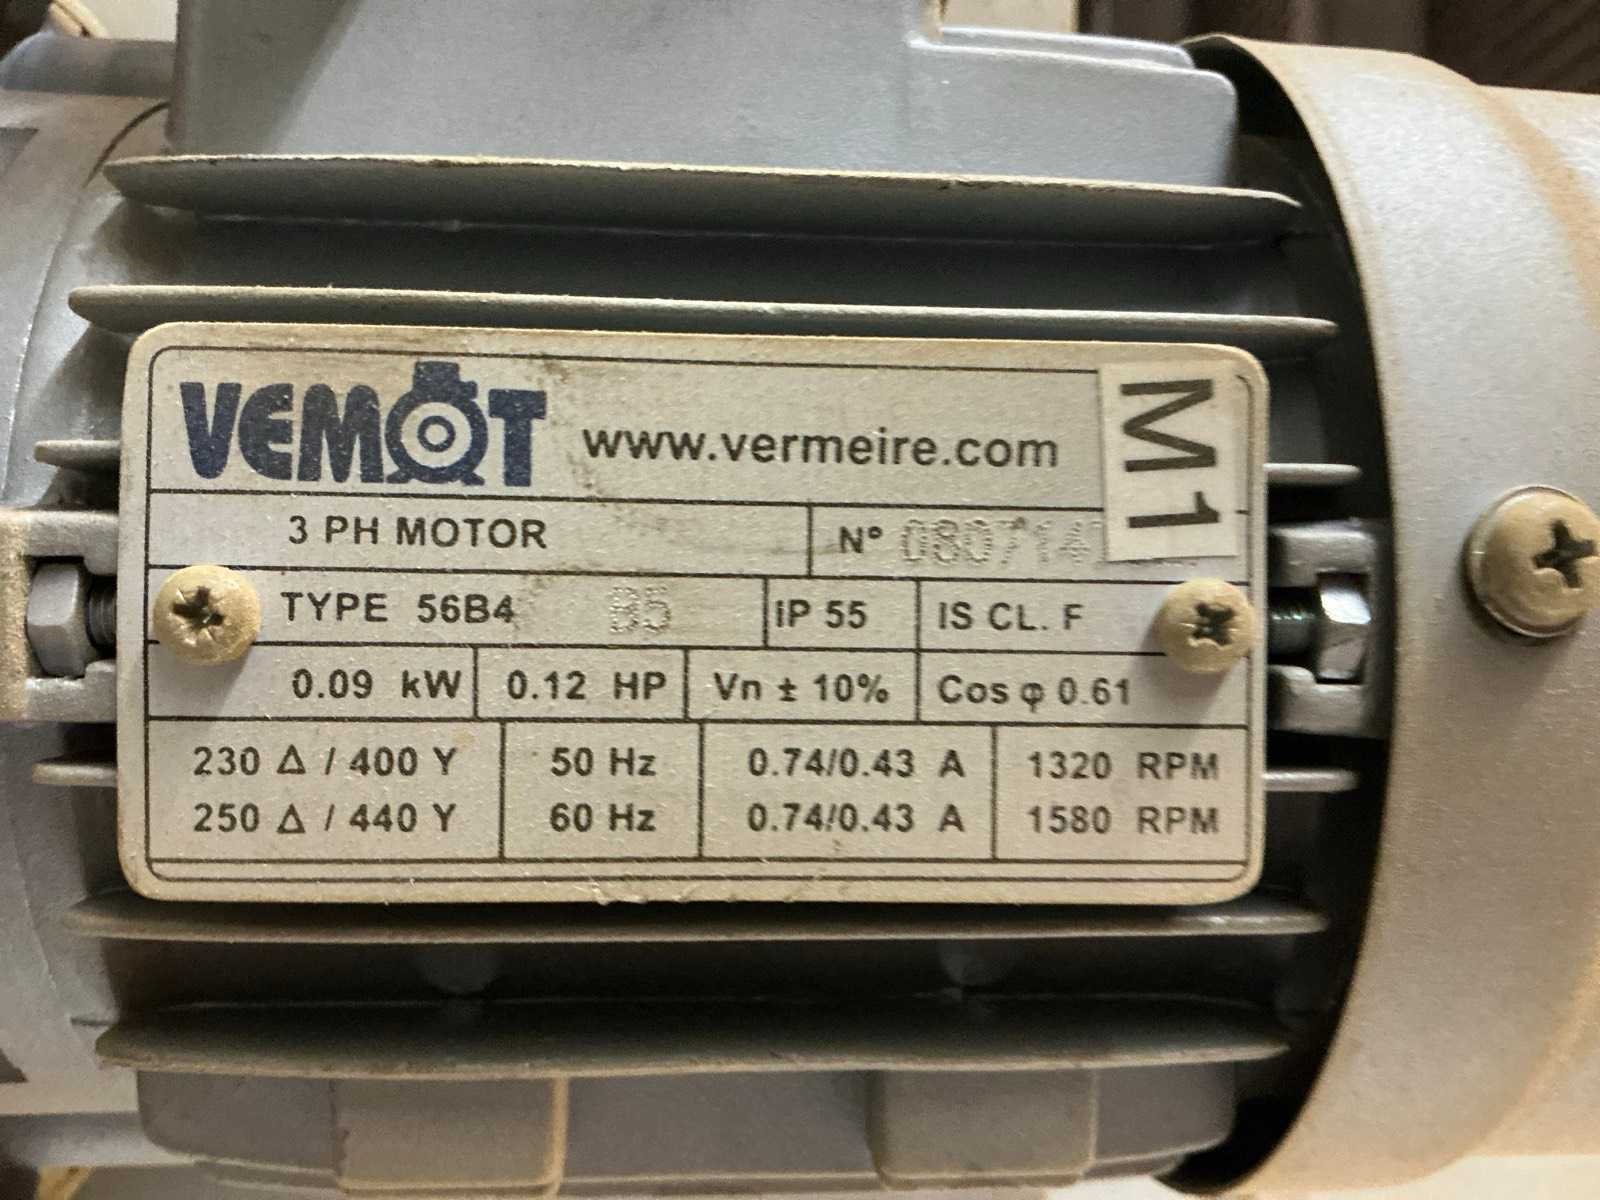 VEMOT www.vermeire.com
M1
3 PH MOTOR N°
TYPE 56B4 B5 IP 55 IS CL. F
0.09 kW 0.12 HP Vn ± 10% Cos φ 0.61
230 Δ / 400 Y 50 Hz 0.74/0.43 A 1320 RPM
250 Δ / 440 Y 60 Hz 0.74/0.43 A 1580 RPM